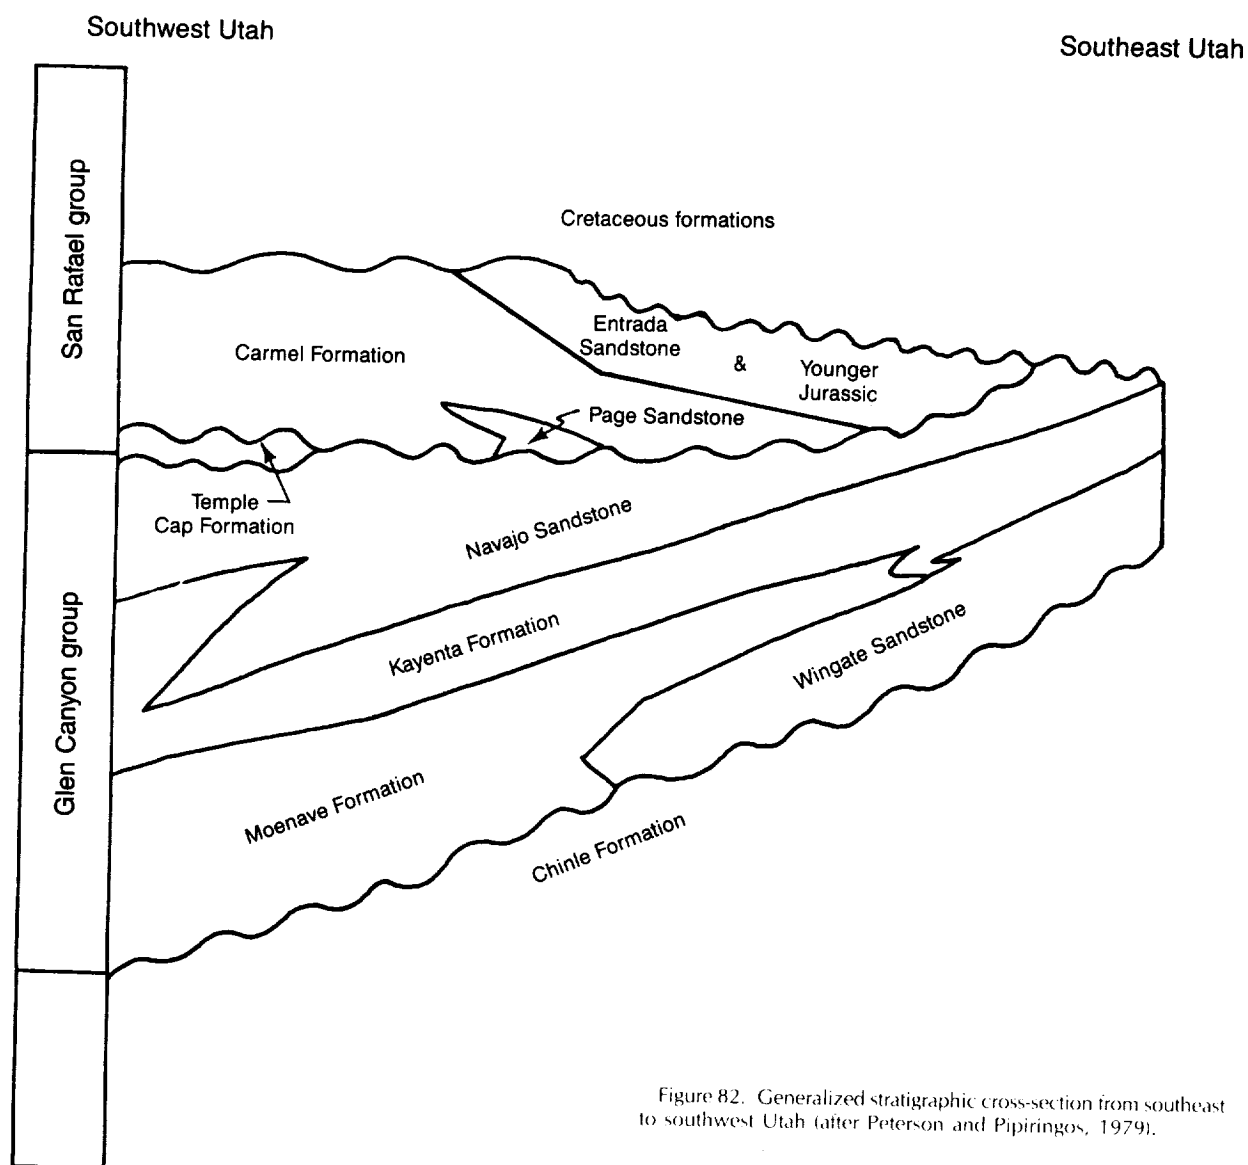 Southwest Utah
Southeast Utah
San Rafael group
Glen Canyon group
Cretaceous formations
Entrada
Sandstone
&
Younger
Jurassic
Carmel Formation
Page Sandstone
Temple
Cap Formation
Navajo Sandstone
Kayenta Formation
Wingate Sandstone
Moenave Formation
Chinle Formation
Figure 82. Generalized stratigraphic cross-section from southeast
to southwest Utah (after Peterson and Pipiringos, 1979).